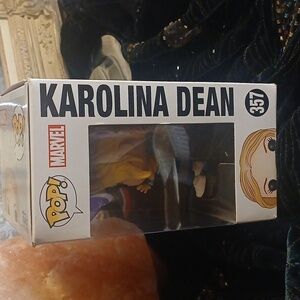 KAROLINA DEAN
357
MARVEL
POP!